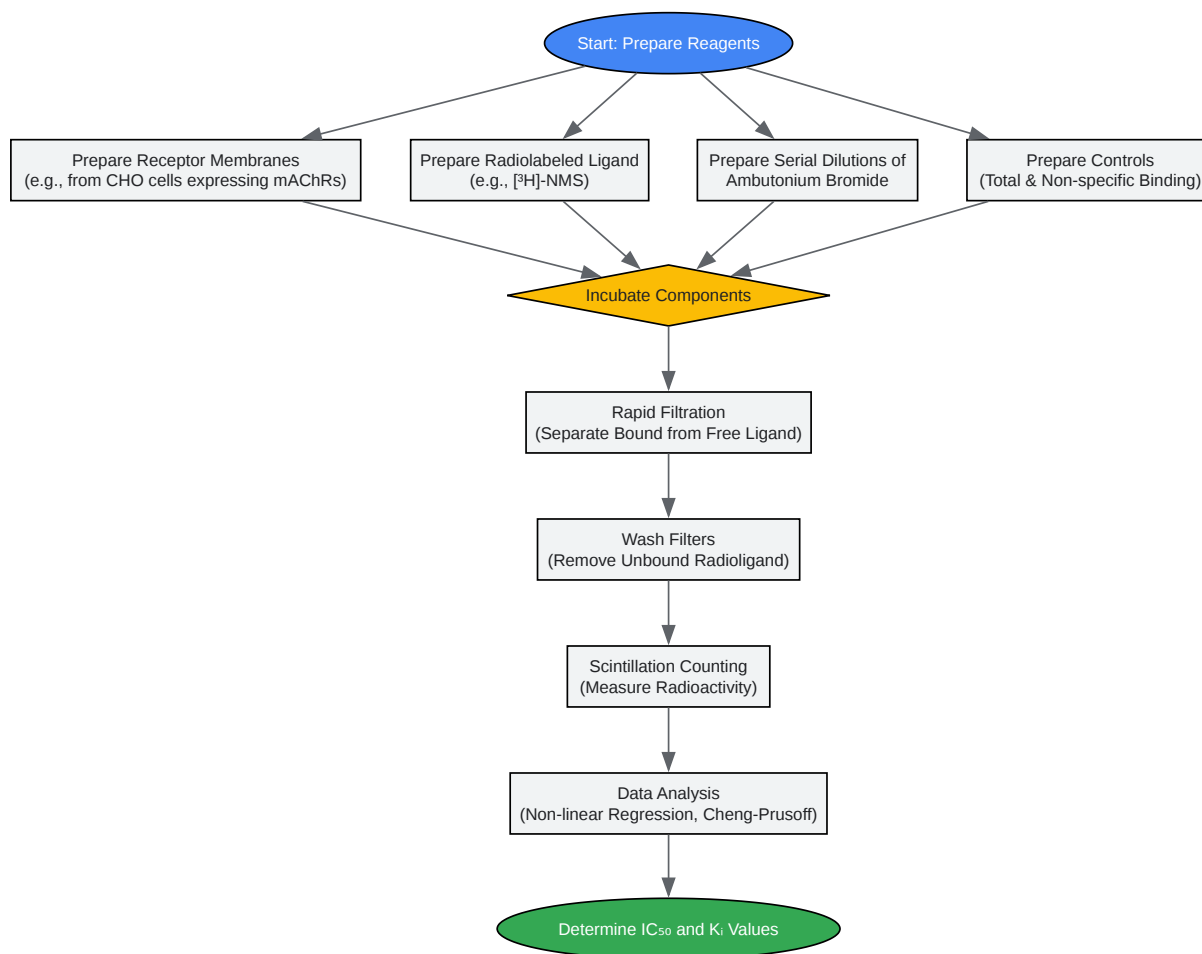 Start: Prepare Reagents
Prepare Receptor Membranes
(e.g., from CHO cells expressing mAChRs)
Prepare Radiolabeled Ligand
(e.g., [³H]-NMS)
Prepare Serial Dilutions of
Ambutonium Bromide
Prepare Controls
(Total & Non-specific Binding)
Incubate Components
Rapid Filtration
(Separate Bound from Free Ligand)
Wash Filters
(Remove Unbound Radioligand)
Scintillation Counting
(Measure Radioactivity)
Data Analysis
(Non-linear Regression, Cheng-Prusoff)
Determine IC₅₀ and Kᵢ Values